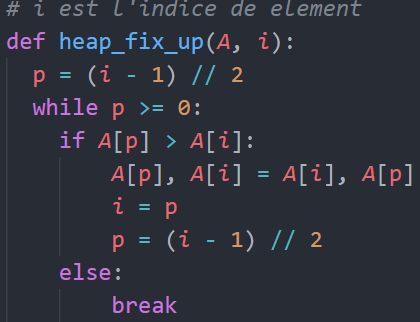 # i est l'indice de element
def heap_fix_up(A, i):
  p = (i - 1) // 2
  while p >= 0:
    if A[p] > A[i]:
        A[p], A[i] = A[i], A[p]
        i = p
        p = (i - 1) // 2
    else:
        break